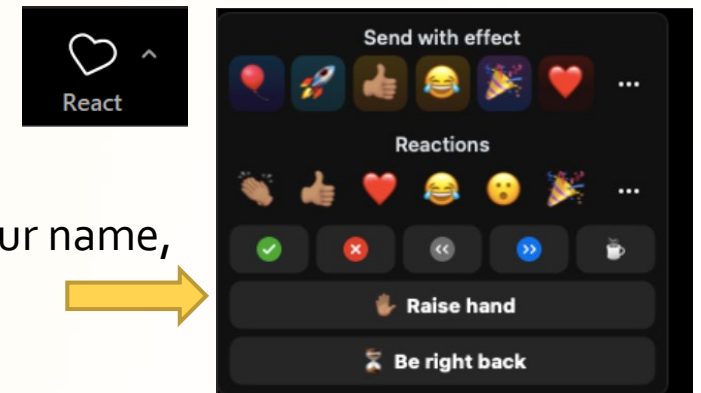 React
Send with effect
Reactions
ur name,
Raise hand
Be right back